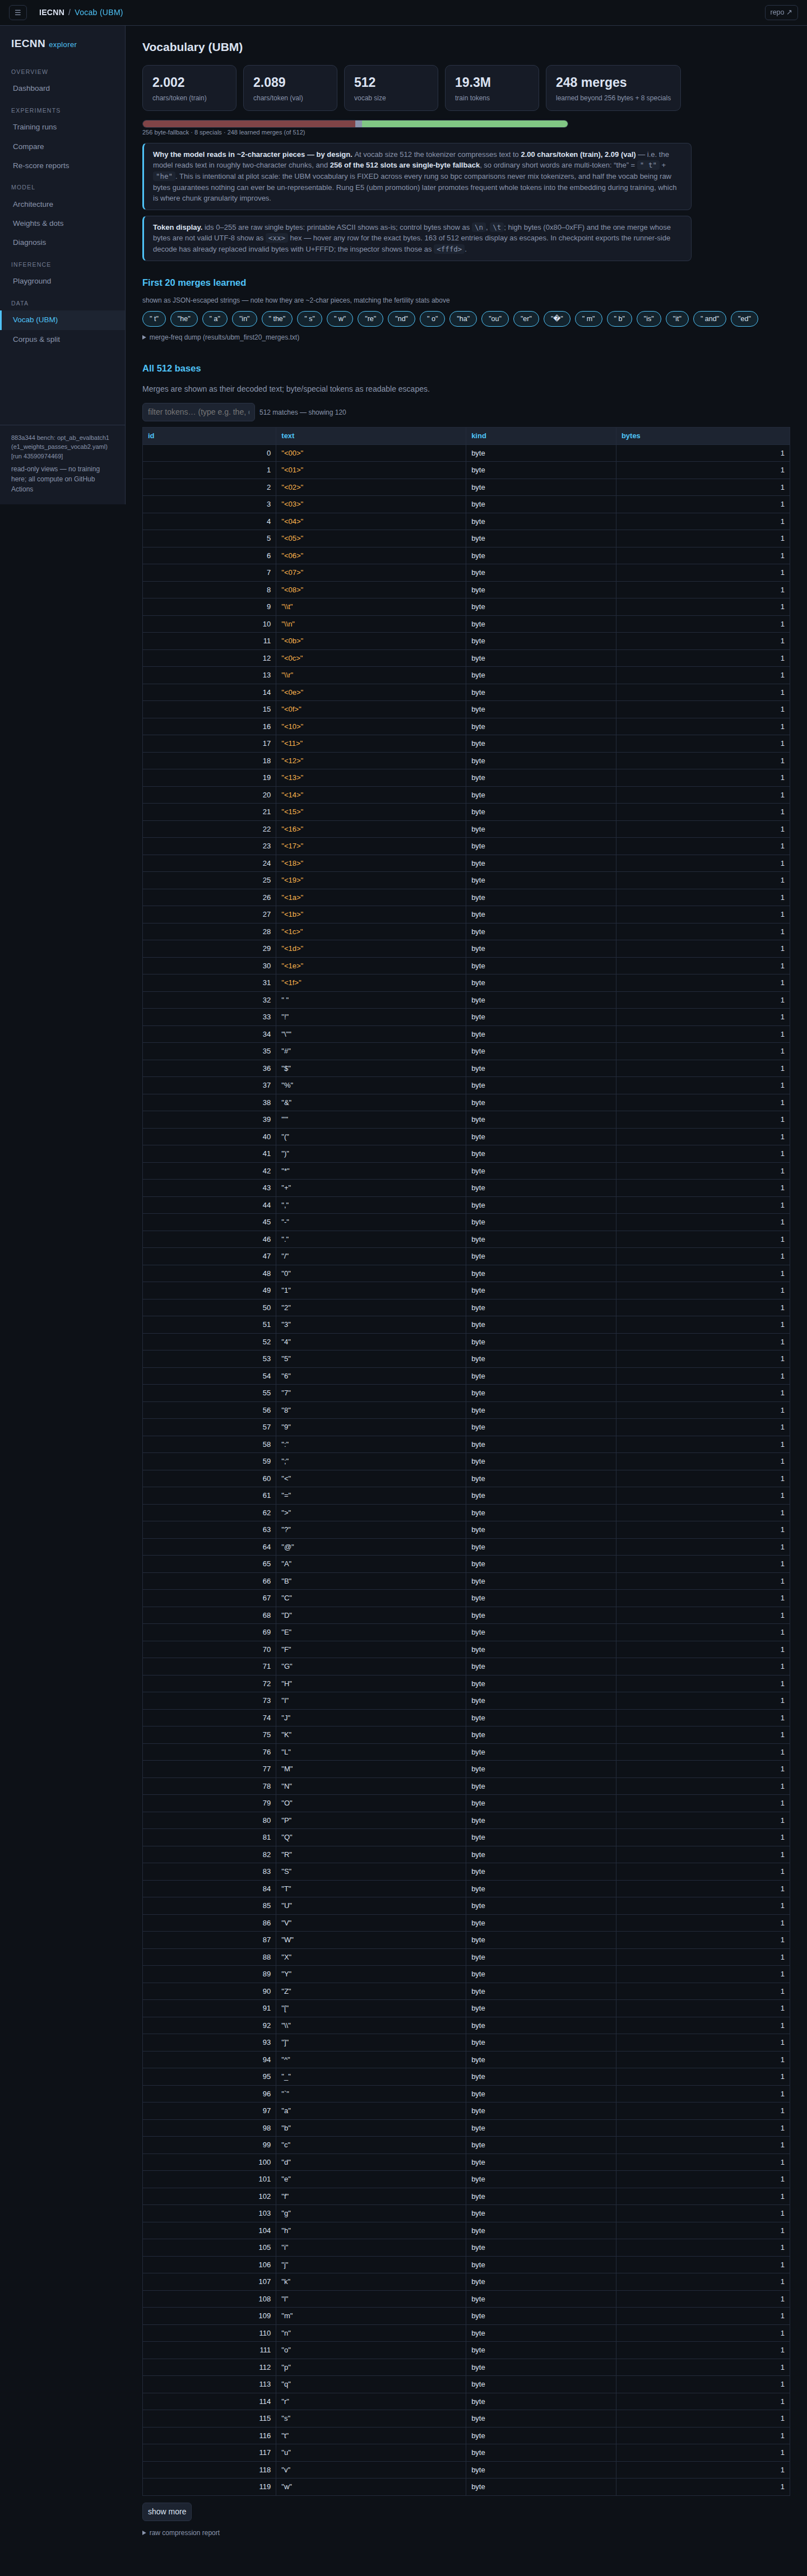 ☰ IECNN / Vocab (UBM) repo ↗
IECNN explorer
OVERVIEW
Dashboard
EXPERIMENTS
Training runs
Compare
Re-score reports
MODEL
Architecture
Weights & dots
Diagnosis
INFERENCE
Playground
DATA
Vocab (UBM)
Corpus & split
883a344 bench: opt_ab_evalbatch1
(e1_weights_passes_vocab2.yaml)
[run 43590974469]
read-only views — no training
here; all compute on GitHub
Actions
Vocabulary (UBM)
2.002
chars/token (train)
2.089
chars/token (val)
512
vocab size
19.3M
train tokens
248 merges
learned beyond 256 bytes + 8 specials
256 byte-fallback · 8 specials · 248 learned merges (of 512)
Why the model reads in ~2-character pieces — by design. At vocab size 512 the tokenizer compresses text to 2.00 chars/token (train), 2.09 (val) — i.e. the
model reads text in roughly two-character chunks, and 256 of the 512 slots are single-byte fallback, so ordinary short words are multi-token: "the" = " t" +
"he". This is intentional at pilot scale: the UBM vocabulary is FIXED across every rung so bpc comparisons never mix tokenizers, and half the vocab being raw
bytes guarantees nothing can ever be un-representable. Rung E5 (ubm promotion) later promotes frequent whole tokens into the embedding during training, which
is where chunk granularity improves.
Token display. ids 0–255 are raw single bytes: printable ASCII shows as-is; control bytes show as \n, \t; high bytes (0x80–0xFF) and the one merge whose
bytes are not valid UTF-8 show as <xx> hex — hover any row for the exact bytes. 163 of 512 entries display as escapes. In checkpoint exports the runner-side
decode has already replaced invalid bytes with U+FFFD; the inspector shows those as <fffd>.
First 20 merges learned
shown as JSON-escaped strings — note how they are ~2-char pieces, matching the fertility stats above
" t" "he" " a" "in" " the" " s" " w" "re" "nd" " o" "ha" "ou" "er" "�" " m" " b" "is" "it" " and" "ed"
▶ merge-freq dump (results/ubm_first20_merges.txt)
All 512 bases
Merges are shown as their decoded text; byte/special tokens as readable escapes.
filter tokens… (type e.g. the, 512 matches — showing 120
id text kind bytes
0 "<00>" byte 1
1 "<01>" byte 1
2 "<02>" byte 1
3 "<03>" byte 1
4 "<04>" byte 1
5 "<05>" byte 1
6 "<06>" byte 1
7 "<07>" byte 1
8 "<08>" byte 1
9 "\\t" byte 1
10 "\\n" byte 1
11 "<0b>" byte 1
12 "<0c>" byte 1
13 "\\r" byte 1
14 "<0e>" byte 1
15 "<0f>" byte 1
16 "<10>" byte 1
17 "<11>" byte 1
18 "<12>" byte 1
19 "<13>" byte 1
20 "<14>" byte 1
21 "<15>" byte 1
22 "<16>" byte 1
23 "<17>" byte 1
24 "<18>" byte 1
25 "<19>" byte 1
26 "<1a>" byte 1
27 "<1b>" byte 1
28 "<1c>" byte 1
29 "<1d>" byte 1
30 "<1e>" byte 1
31 "<1f>" byte 1
32 " " byte 1
33 "!" byte 1
34 "\"" byte 1
35 "#" byte 1
36 "$" byte 1
37 "%" byte 1
38 "&" byte 1
39 "'" byte 1
40 "(" byte 1
41 ")" byte 1
42 "*" byte 1
43 "+" byte 1
44 "," byte 1
45 "-" byte 1
46 "." byte 1
47 "/" byte 1
48 "0" byte 1
49 "1" byte 1
50 "2" byte 1
51 "3" byte 1
52 "4" byte 1
53 "5" byte 1
54 "6" byte 1
55 "7" byte 1
56 "8" byte 1
57 "9" byte 1
58 ":" byte 1
59 ";" byte 1
60 "<" byte 1
61 "=" byte 1
62 ">" byte 1
63 "?" byte 1
64 "@" byte 1
65 "A" byte 1
66 "B" byte 1
67 "C" byte 1
68 "D" byte 1
69 "E" byte 1
70 "F" byte 1
71 "G" byte 1
72 "H" byte 1
73 "I" byte 1
74 "J" byte 1
75 "K" byte 1
76 "L" byte 1
77 "M" byte 1
78 "N" byte 1
79 "O" byte 1
80 "P" byte 1
81 "Q" byte 1
82 "R" byte 1
83 "S" byte 1
84 "T" byte 1
85 "U" byte 1
86 "V" byte 1
87 "W" byte 1
88 "X" byte 1
89 "Y" byte 1
90 "Z" byte 1
91 "[" byte 1
92 "\\" byte 1
93 "]" byte 1
94 "^" byte 1
95 "_" byte 1
96 "`" byte 1
97 "a" byte 1
98 "b" byte 1
99 "c" byte 1
100 "d" byte 1
101 "e" byte 1
102 "f" byte 1
103 "g" byte 1
104 "h" byte 1
105 "i" byte 1
106 "j" byte 1
107 "k" byte 1
108 "l" byte 1
109 "m" byte 1
110 "n" byte 1
111 "o" byte 1
112 "p" byte 1
113 "q" byte 1
114 "r" byte 1
115 "s" byte 1
116 "t" byte 1
117 "u" byte 1
118 "v" byte 1
119 "w" byte 1
show more
▶ raw compression report